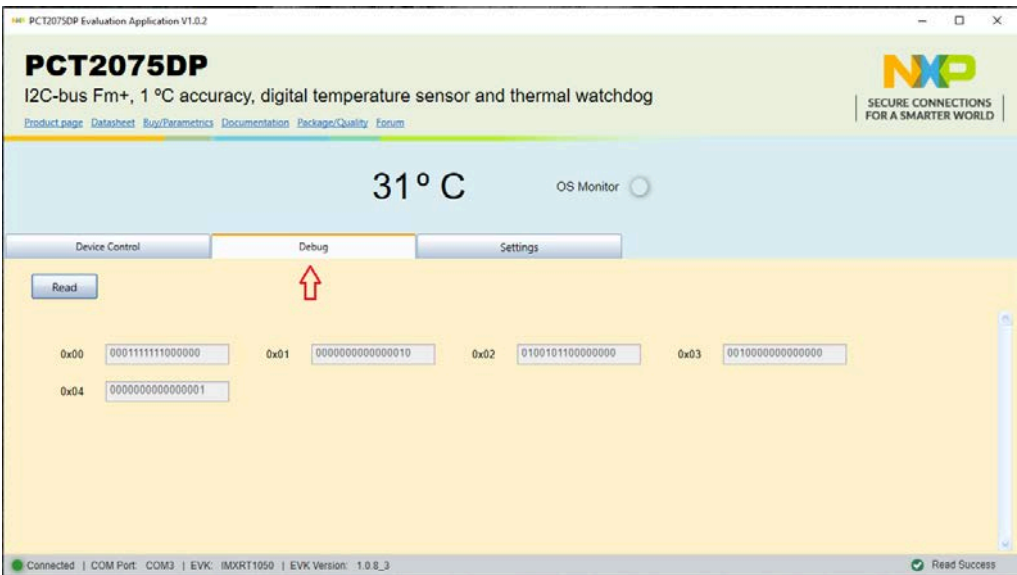 PCT2075DP Evaluation Application V1.0.2
PCT2075DP
I2C-bus Fm+, 1 ºC accuracy, digital temperature sensor and thermal watchdog
Product page Datasheet Buy/Parametrics Documentation Package/Quality Forum
NXP
SECURE CONNECTIONS
FOR A SMARTER WORLD
31º C OS Monitor
Device Control Debug Settings
Read
0x00 0001111111000000 0x01 0000000000000010 0x02 0100101100000000 0x03 0010000000000000
0x04 0000000000000001
Connected | COM Port: COM3 | EVK: IMXRT1050 | EVK Version: 1.0.8_3 Read Success